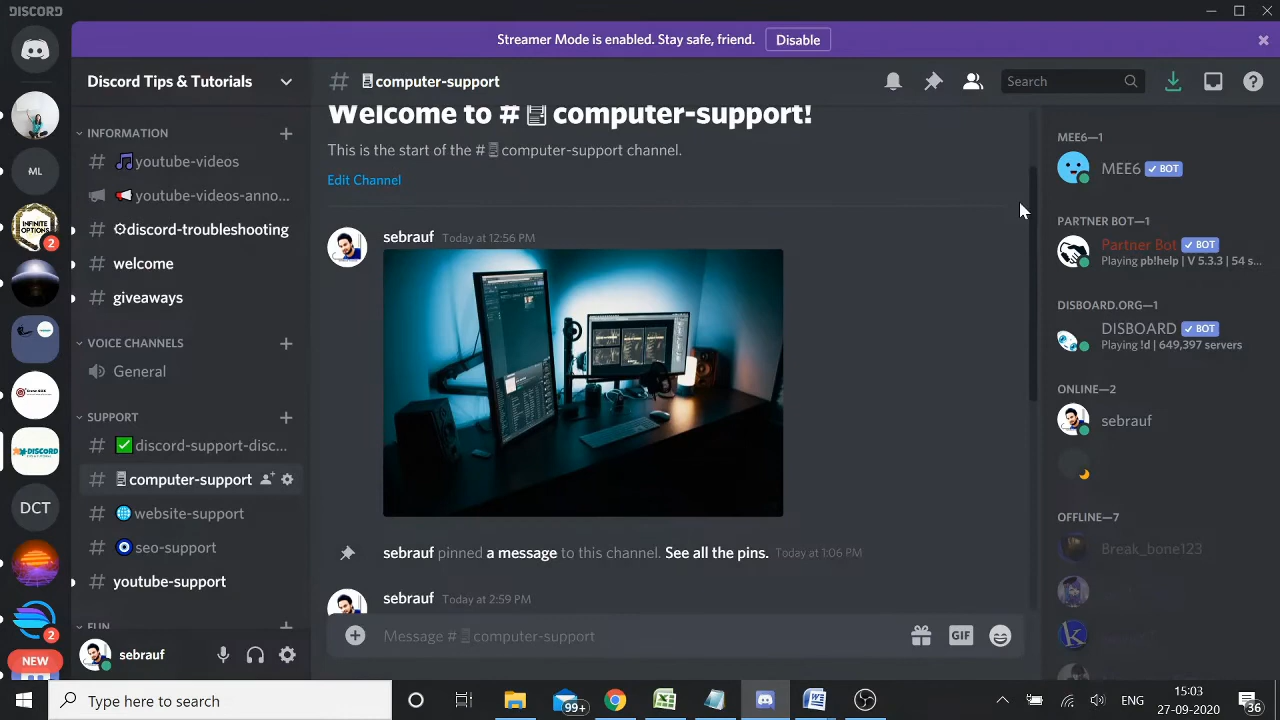 DISCORD
Streamer Mode is enabled. Stay safe, friend.
Disable
Discord Tips & Tutorials
computer-support
Search
INFORMATION
youtube-videos
youtube-videos-anno...
discord-troubleshooting
welcome
giveaways
VOICE CHANNELS
General
SUPPORT
discord-support-disc...
computer-support
website-support
seo-support
youtube-support
FUN
sebrauf
ML
INFINITE
OPTIONS
2
DISCORD
DCT
2
NEW
Welcome to # computer-support!
This is the start of the # computer-support channel.
Edit Channel
sebrauf Today at 12:56 PM
sebrauf pinned a message to this channel. See all the pins. Today at 1:06 PM
sebrauf Today at 2:59 PM
Message # computer-support
GIF
MEE6—1
MEE6 ✓ BOT
PARTNER BOT—1
Partner Bot ✓ BOT
Playing pb!help | V 5.3.3 | 54 s...
DISBOARD.ORG—1
DISBOARD ✓ BOT
Playing !d | 649,397 servers
ONLINE—2
sebrauf
OFFLINE—7
Break_bone123
Type here to search
99+
ENG
15:03
27-09-2020
36